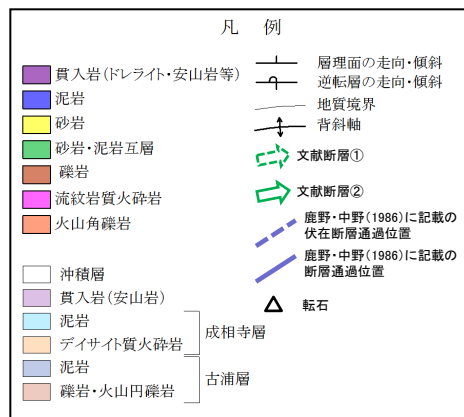 凡 例
貫入岩(ドレライト・安山岩等)
泥岩
砂岩
砂岩・泥岩互層
礫岩
流紋岩質火砕岩
火山角礫岩
沖積層
貫入岩(安山岩)
泥岩
デイサイト質火砕岩
成相寺層
泥岩
礫岩・火山円礫岩
古浦層
層理面の走向・傾斜
逆転層の走向・傾斜
地質境界
背斜軸
文献断層①
文献断層②
鹿野・中野(1986)に記載の
伏在断層通過位置
鹿野・中野(1986)に記載の
断層通過位置
転石